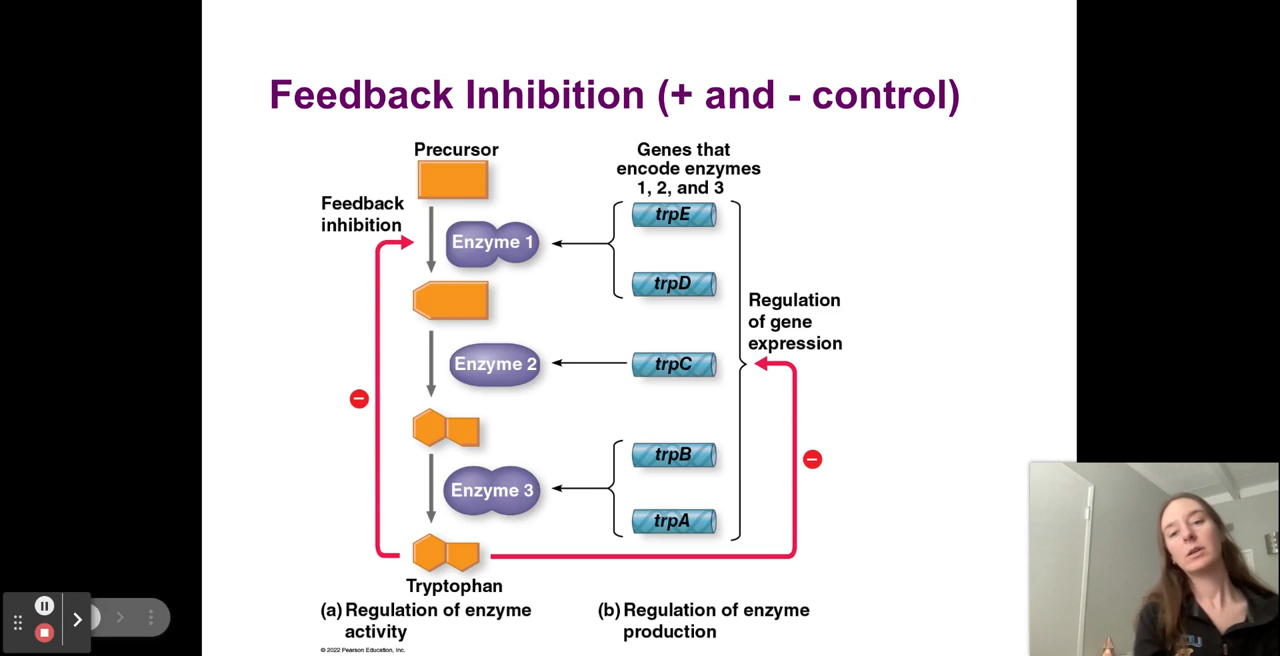 Feedback Inhibition (+ and - control)
Precursor
Genes that
encode enzymes
1, 2, and 3
Feedback
inhibition
Enzyme 1
trpE
trpD
Regulation
of gene
expression
Enzyme 2
trpC
trpB
Enzyme 3
trpA
Tryptophan
(a) Regulation of enzyme
activity
(b) Regulation of enzyme
production
© 2022 Pearson Education, Inc.